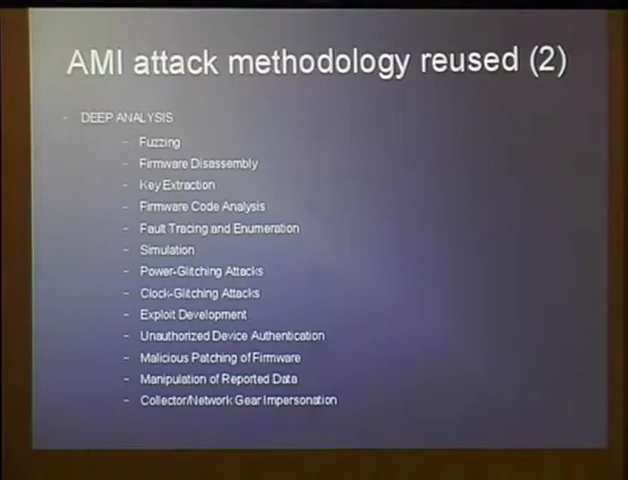 AMI attack methodology reused (2)
- DEEP ANALYSIS
- Fuzzing
- Firmware Disassembly
- Key Extraction
- Firmware Code Analysis
- Fault Tracing and Enumeration
- Simulation
- Power-Glitching Attacks
- Clock-Glitching Attacks
- Exploit Development
- Unauthorized Device Authentication
- Malicious Patching of Firmware
- Manipulation of Reported Data
- Collector/Network Gear Impersonation